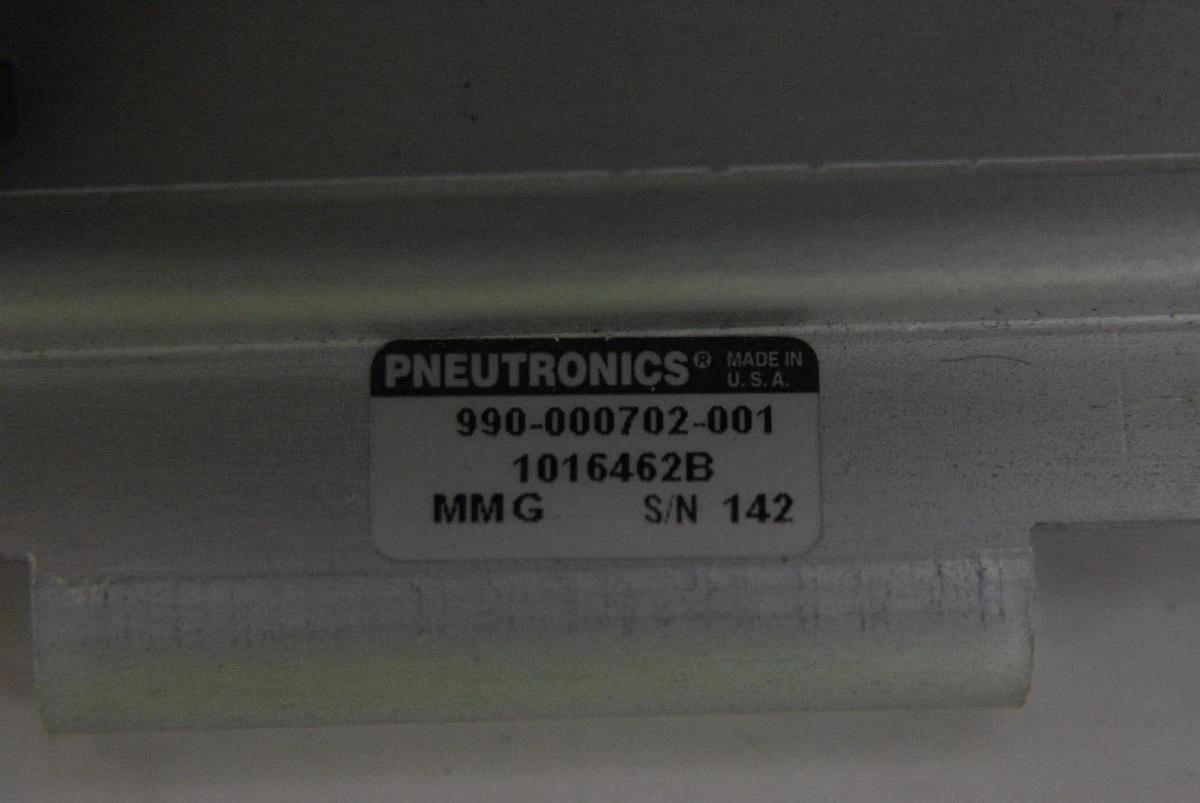 PNEUTRONICS® MADE IN
U. S. A.
990-000702-001
1016462B
MMG S/N 142